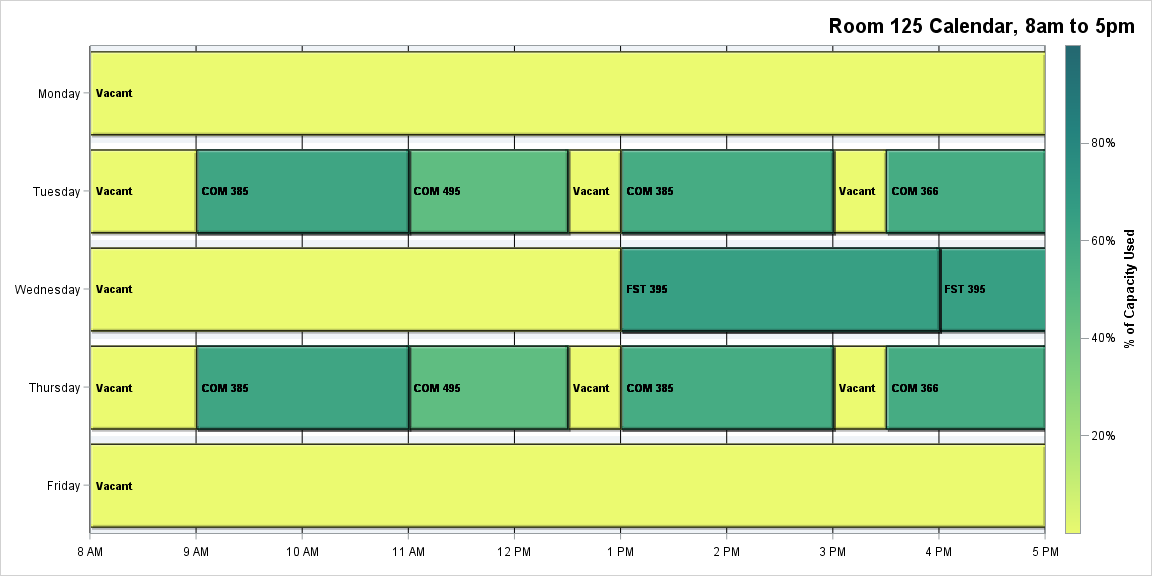 Room 125 Calendar, 8am to 5pm
Monday
Vacant
Tuesday
Vacant
COM 385
COM 495
Vacant
COM 385
Vacant
COM 366
Wednesday
Vacant
FST 395
FST 395
Thursday
Vacant
COM 385
COM 495
Vacant
COM 385
Vacant
COM 366
Friday
Vacant
8 AM
9 AM
10 AM
11 AM
12 PM
1 PM
2 PM
3 PM
4 PM
5 PM
80%
60%
40%
20%
% of Capacity Used